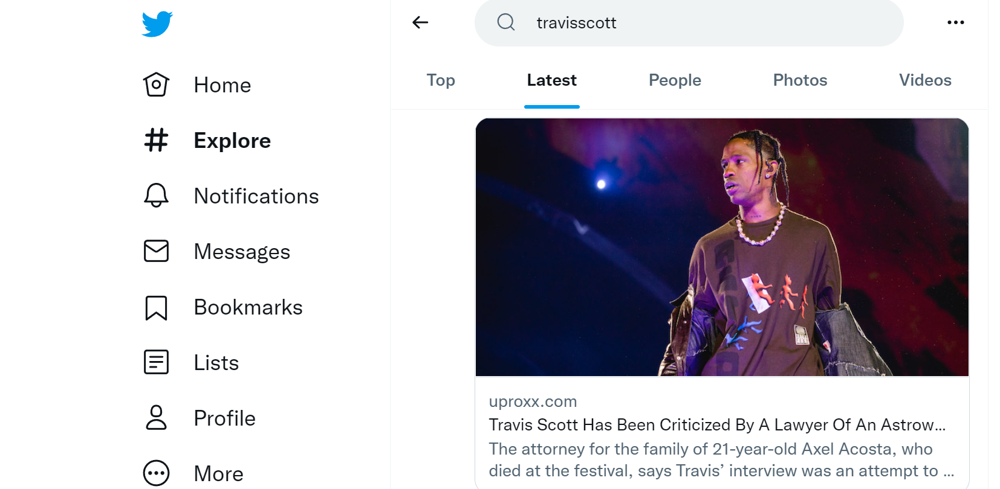 travisscott
Top
Latest
People
Photos
Videos
Home
Explore
Notifications
Messages
Bookmarks
Lists
Profile
More
uproxx.com
Travis Scott Has Been Criticized By A Lawyer Of An Astrow...
The attorney for the family of 21-year-old Axel Acosta, who
died at the festival, says Travis’ interview was an attempt to ...